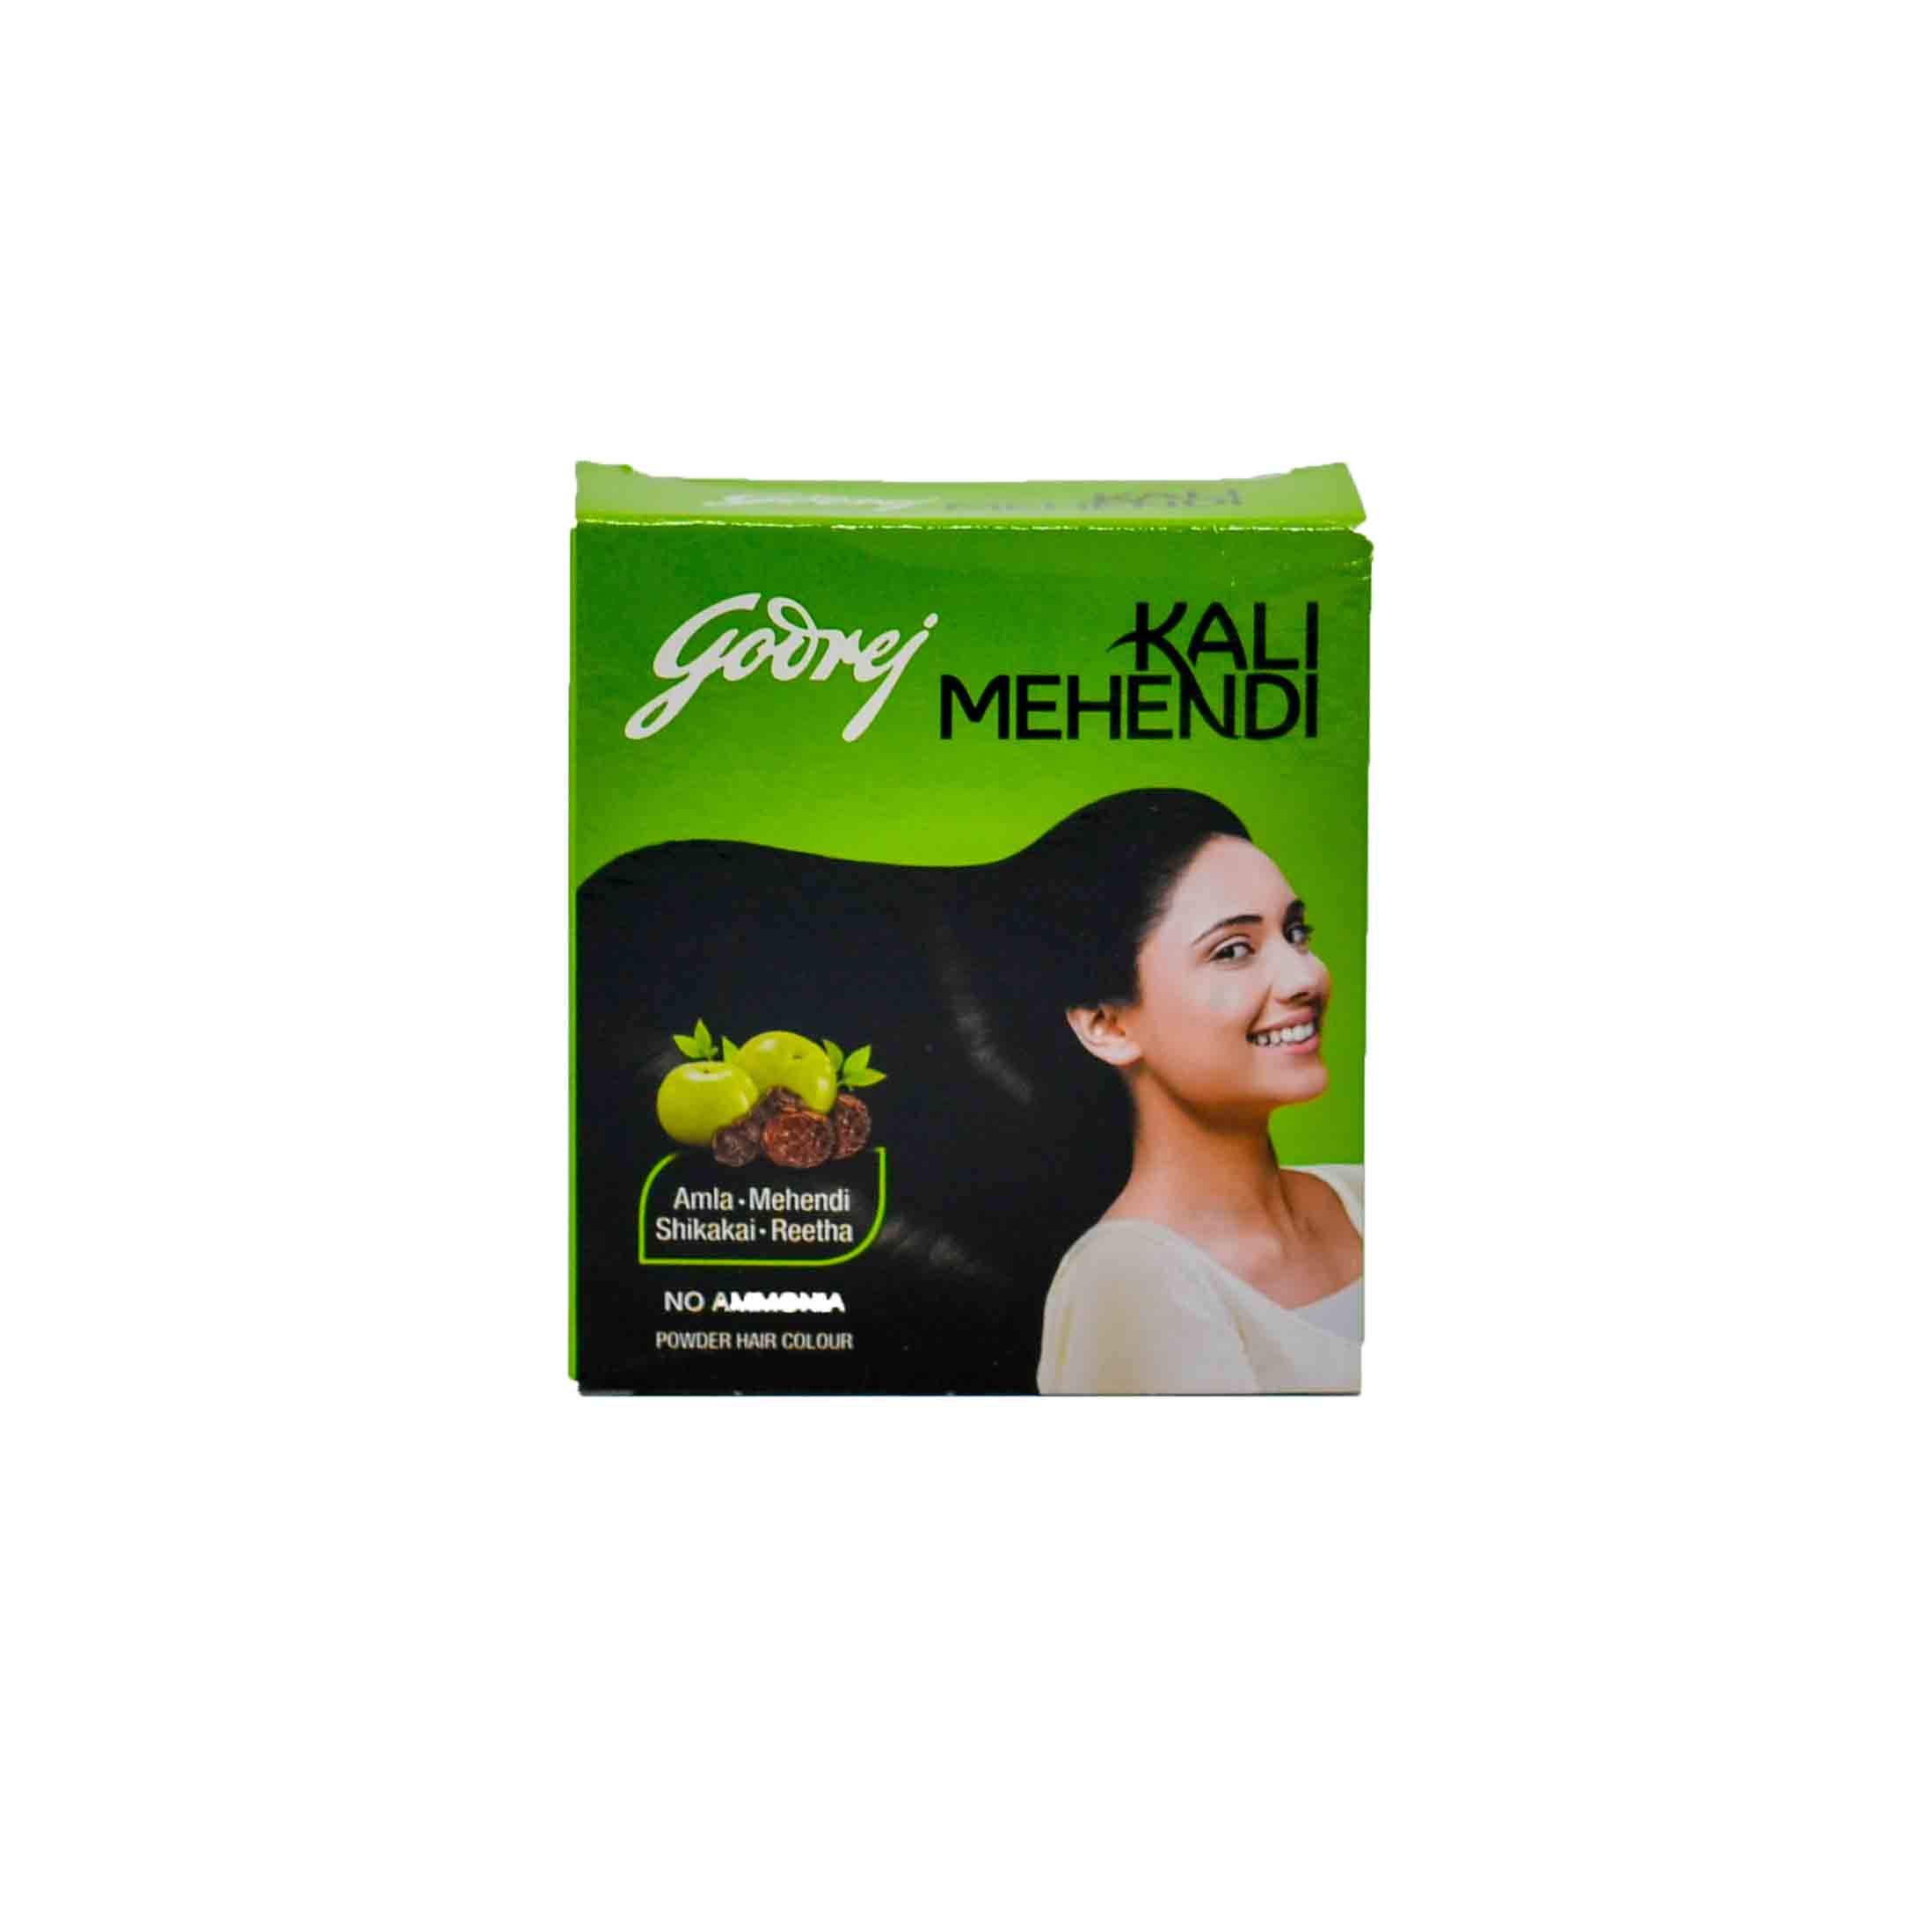 Godrej
KALI
MEHENDI
Amla • Mehendi
Shikakai • Reetha
NO AMMONIA
POWDER HAIR COLOUR